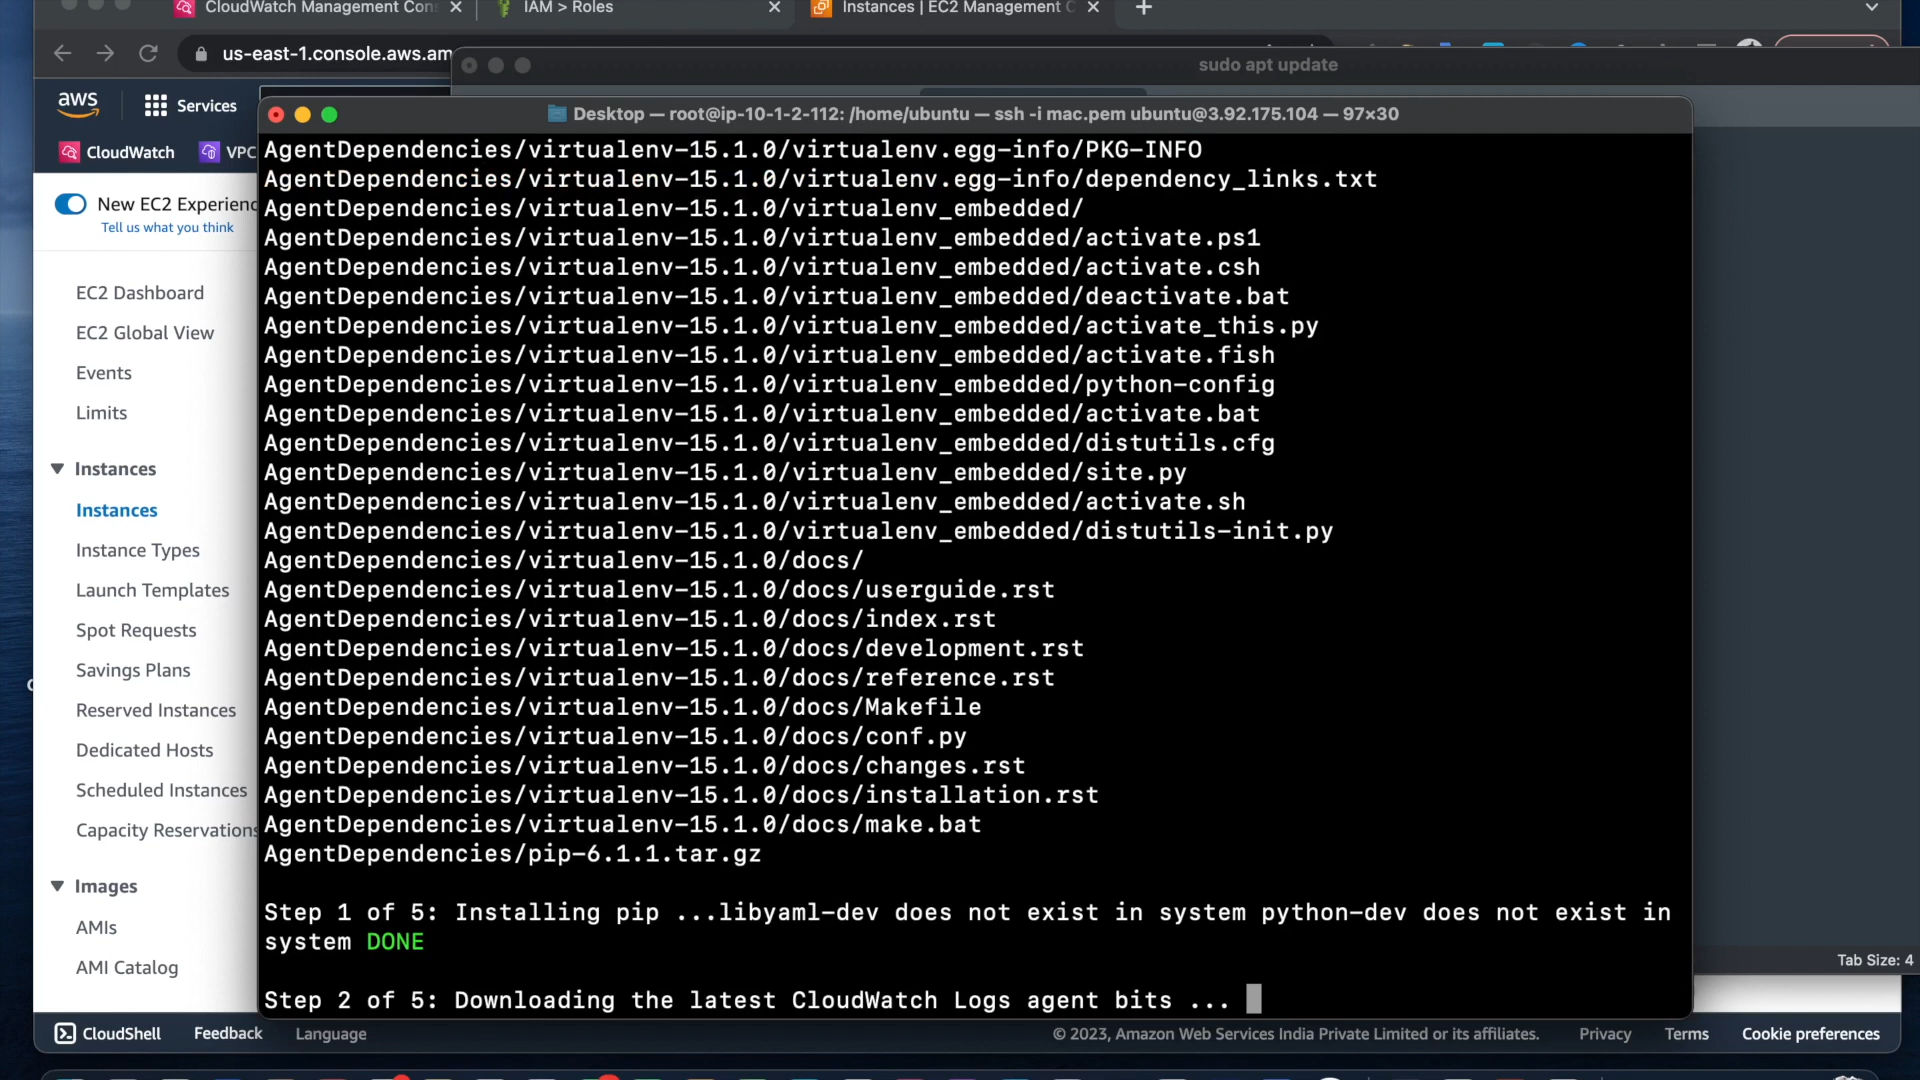 CloudWatch Management Con
IAM > Roles
Instances | EC2 Management C
us-east-1.console.aws.am
sudo apt update
aws
Services
Desktop — root@ip-10-1-2-112: /home/ubuntu — ssh -i mac.pem ubuntu@3.92.175.104 — 97×30
CloudWatch
VPC
New EC2 Experienc
Tell us what you think
EC2 Dashboard
EC2 Global View
Events
Limits
Instances
Instances
Instance Types
Launch Templates
Spot Requests
Savings Plans
Reserved Instances
Dedicated Hosts
Scheduled Instances
Capacity Reservations
Images
AMIs
AMI Catalog
AgentDependencies/virtualenv-15.1.0/virtualenv.egg-info/PKG-INFO
AgentDependencies/virtualenv-15.1.0/virtualenv.egg-info/dependency_links.txt
AgentDependencies/virtualenv-15.1.0/virtualenv_embedded/
AgentDependencies/virtualenv-15.1.0/virtualenv_embedded/activate.ps1
AgentDependencies/virtualenv-15.1.0/virtualenv_embedded/activate.csh
AgentDependencies/virtualenv-15.1.0/virtualenv_embedded/deactivate.bat
AgentDependencies/virtualenv-15.1.0/virtualenv_embedded/activate_this.py
AgentDependencies/virtualenv-15.1.0/virtualenv_embedded/activate.fish
AgentDependencies/virtualenv-15.1.0/virtualenv_embedded/python-config
AgentDependencies/virtualenv-15.1.0/virtualenv_embedded/activate.bat
AgentDependencies/virtualenv-15.1.0/virtualenv_embedded/distutils.cfg
AgentDependencies/virtualenv-15.1.0/virtualenv_embedded/site.py
AgentDependencies/virtualenv-15.1.0/virtualenv_embedded/activate.sh
AgentDependencies/virtualenv-15.1.0/virtualenv_embedded/distutils-init.py
AgentDependencies/virtualenv-15.1.0/docs/
AgentDependencies/virtualenv-15.1.0/docs/userguide.rst
AgentDependencies/virtualenv-15.1.0/docs/index.rst
AgentDependencies/virtualenv-15.1.0/docs/development.rst
AgentDependencies/virtualenv-15.1.0/docs/reference.rst
AgentDependencies/virtualenv-15.1.0/docs/Makefile
AgentDependencies/virtualenv-15.1.0/docs/conf.py
AgentDependencies/virtualenv-15.1.0/docs/changes.rst
AgentDependencies/virtualenv-15.1.0/docs/installation.rst
AgentDependencies/virtualenv-15.1.0/docs/make.bat
AgentDependencies/pip-6.1.1.tar.gz
Step 1 of 5: Installing pip ...libyaml-dev does not exist in system python-dev does not exist in
system DONE
Step 2 of 5: Downloading the latest CloudWatch Logs agent bits ...
Tab Size: 4
CloudShell
Feedback
Language
© 2023, Amazon Web Services India Private Limited or its affiliates.
Privacy
Terms
Cookie preferences